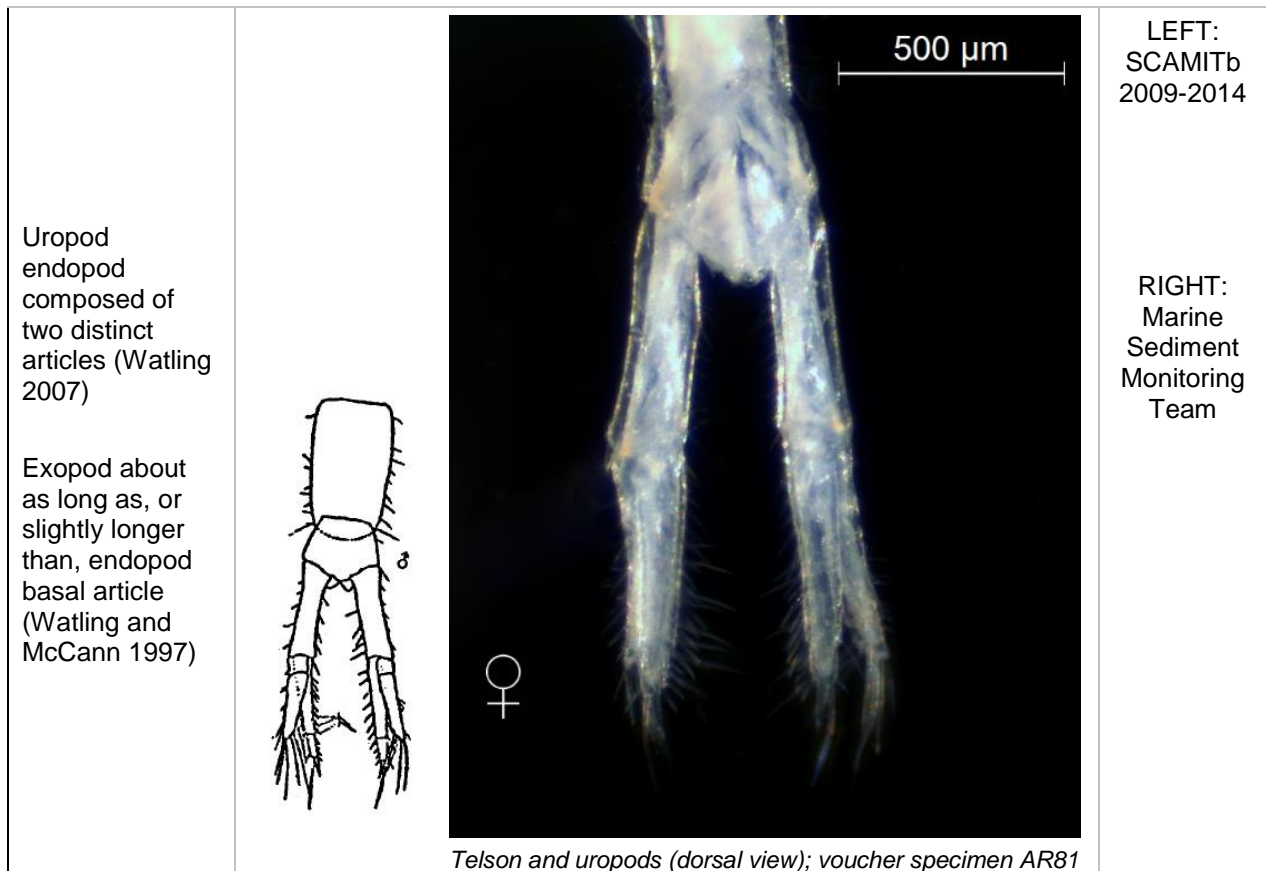 Uropod
endopod
composed of
two distinct
articles (Watling
2007)
Exopod about
as long as, or
slightly longer
than, endopod
basal article
(Watling and
McCann 1997)
♂
500 µm
♀
Telson and uropods (dorsal view); voucher specimen AR81
LEFT:
SCAMITb
2009-2014
RIGHT:
Marine
Sediment
Monitoring
Team